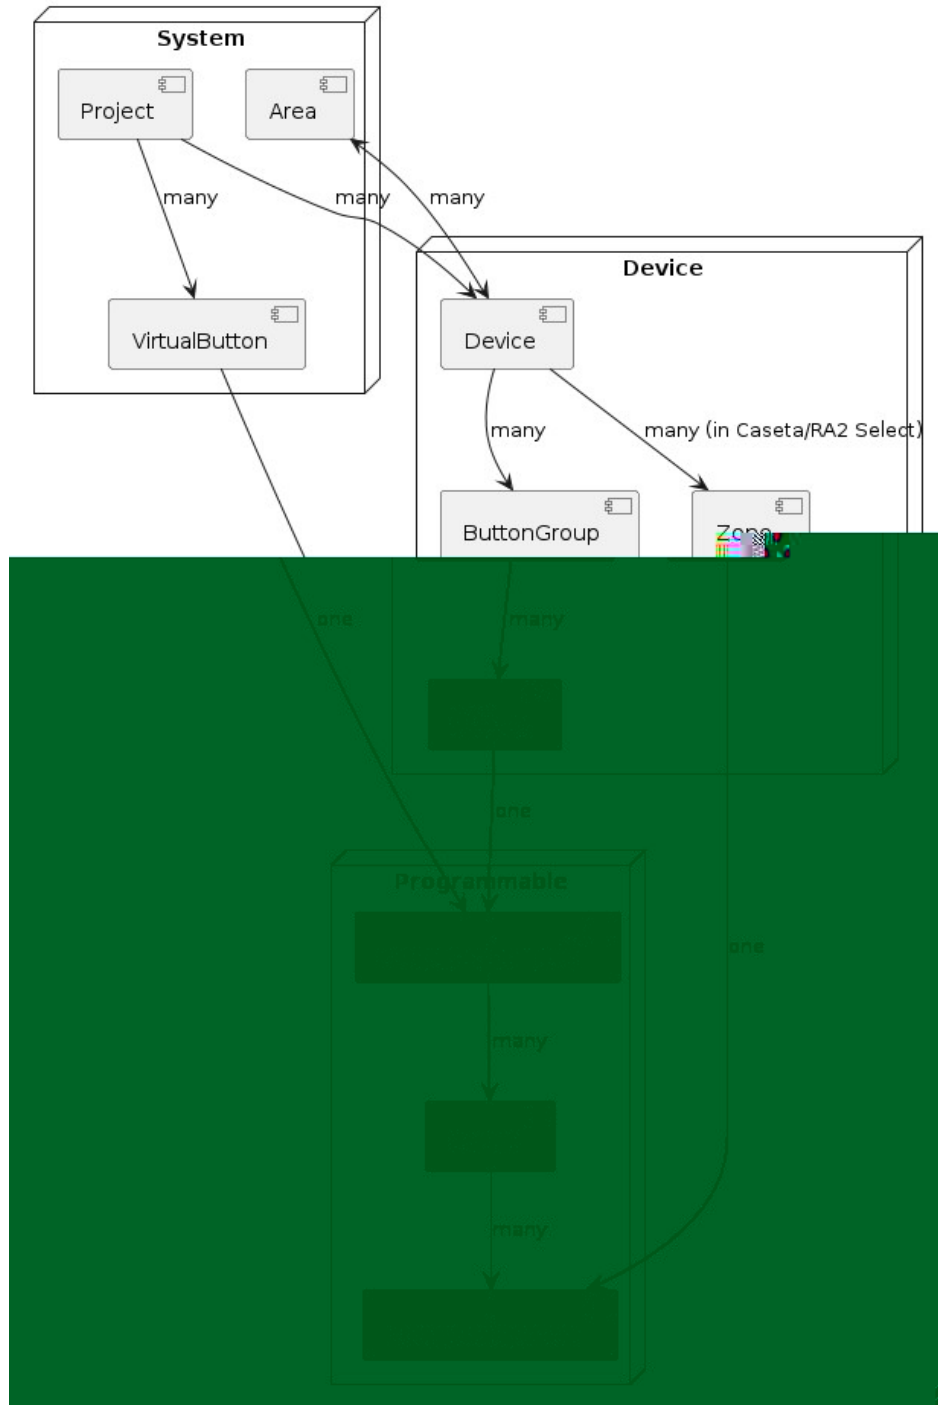 System
Project
Area
many
many
many
Device
VirtualButton
Device
many
many (in Caseta/RA2 Select)
ButtonGroup
Zone
one
many
one
Programmable
one
many
many